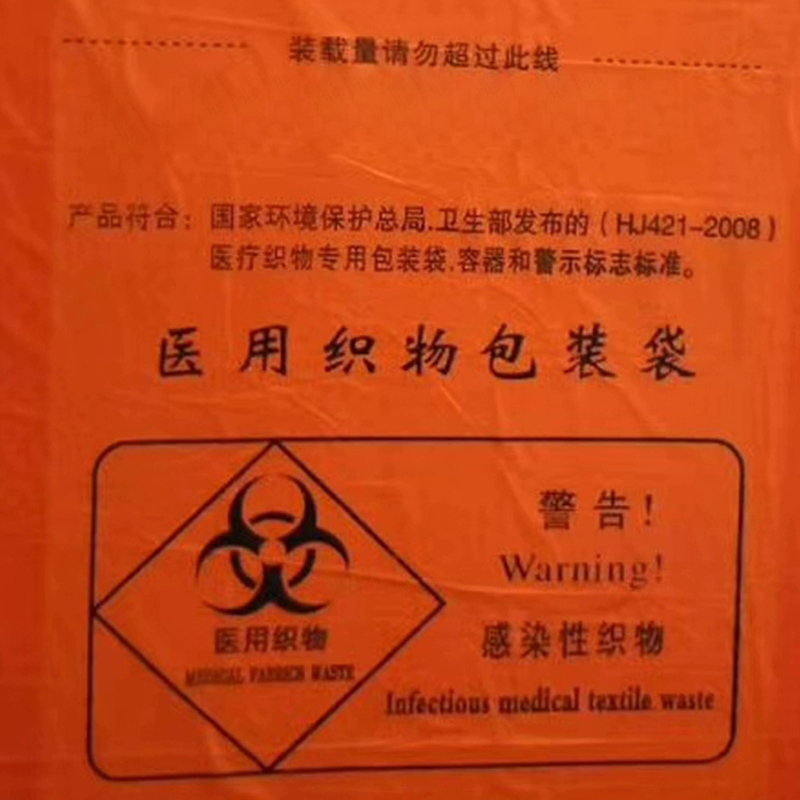 装载量请勿超过此线
产品符合：国家环境保护总局.卫生部发布的（HJ421-2008）
医疗织物专用包装袋.容器和警示标志标准。
医用织物包装袋
警告！
Warning!
感染性织物
Infectious medical textile waste
医用织物
MEDICAL FABRICS WASTE